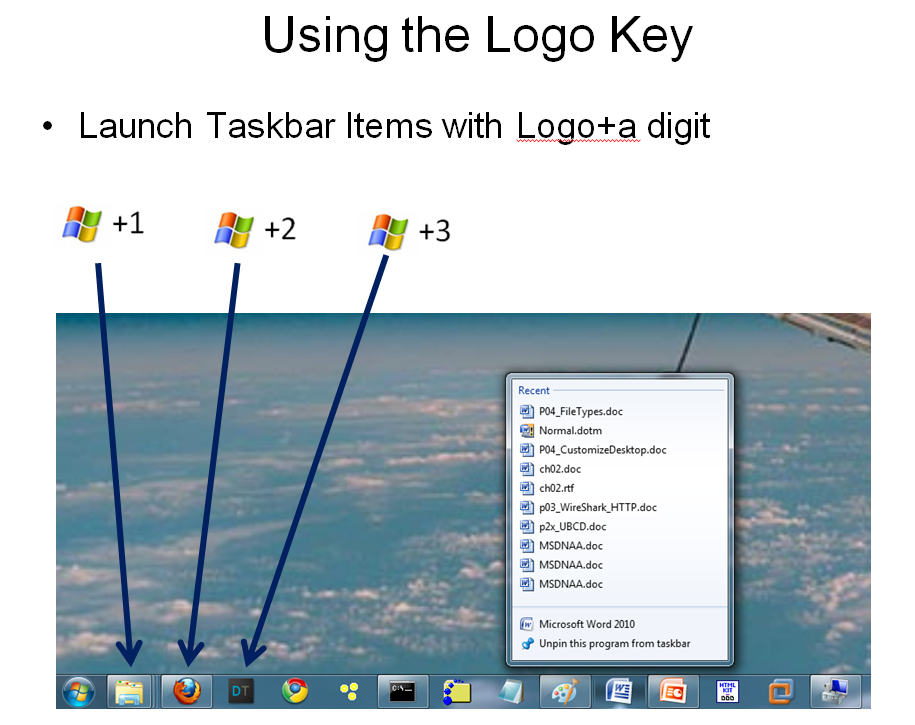 Using the Logo Key
• Launch Taskbar Items with Logo+a digit
+1 +2 +3
Recent
P04_FileTypes.doc
Normal.dotm
P04_CustomizeDesktop.doc
ch02.doc
ch02.rtf
p03_WireShark_HTTP.doc
p2x_UBCD.doc
MSDNAA.doc
MSDNAA.doc
MSDNAA.doc
Microsoft Word 2010
Unpin this program from taskbar
DT
C:\_
HTML
KIT